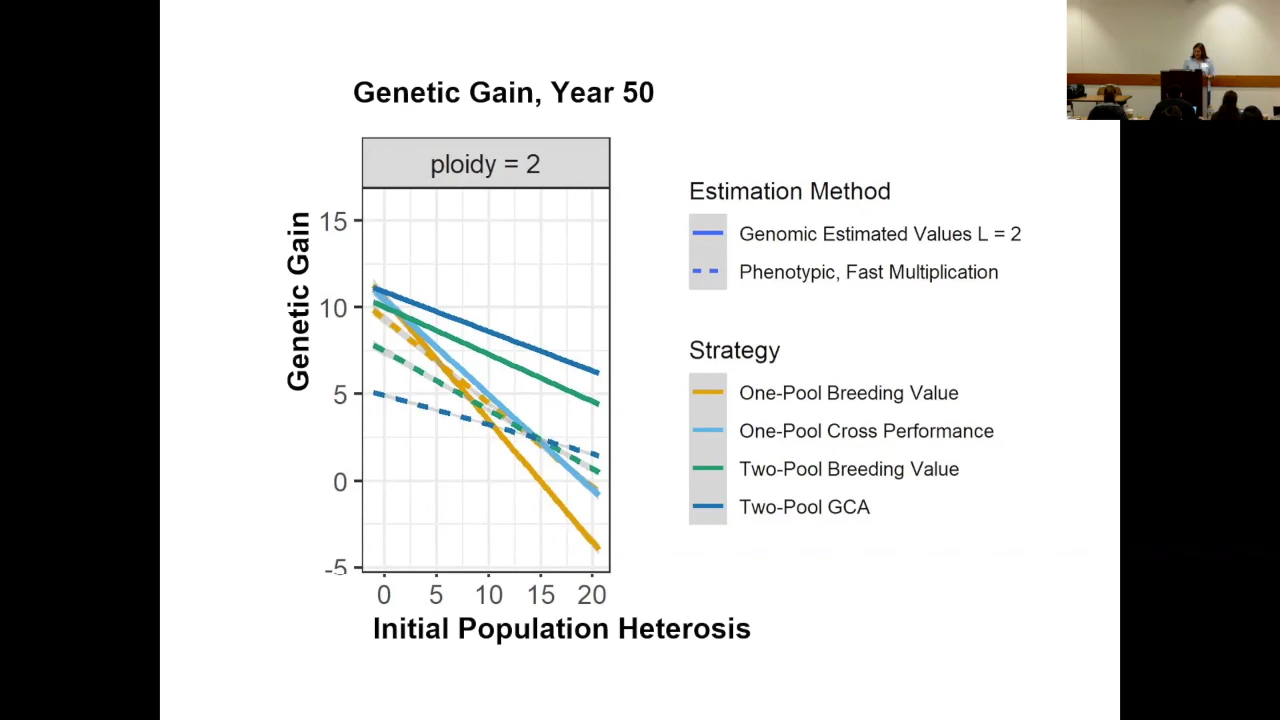 Genetic Gain, Year 50
ploidy = 2
Genetic Gain
15
10
5
0
-5
0 5 10 15 20
Initial Population Heterosis
Estimation Method
Genomic Estimated Values L = 2
Phenotypic, Fast Multiplication
Strategy
One-Pool Breeding Value
One-Pool Cross Performance
Two-Pool Breeding Value
Two-Pool GCA